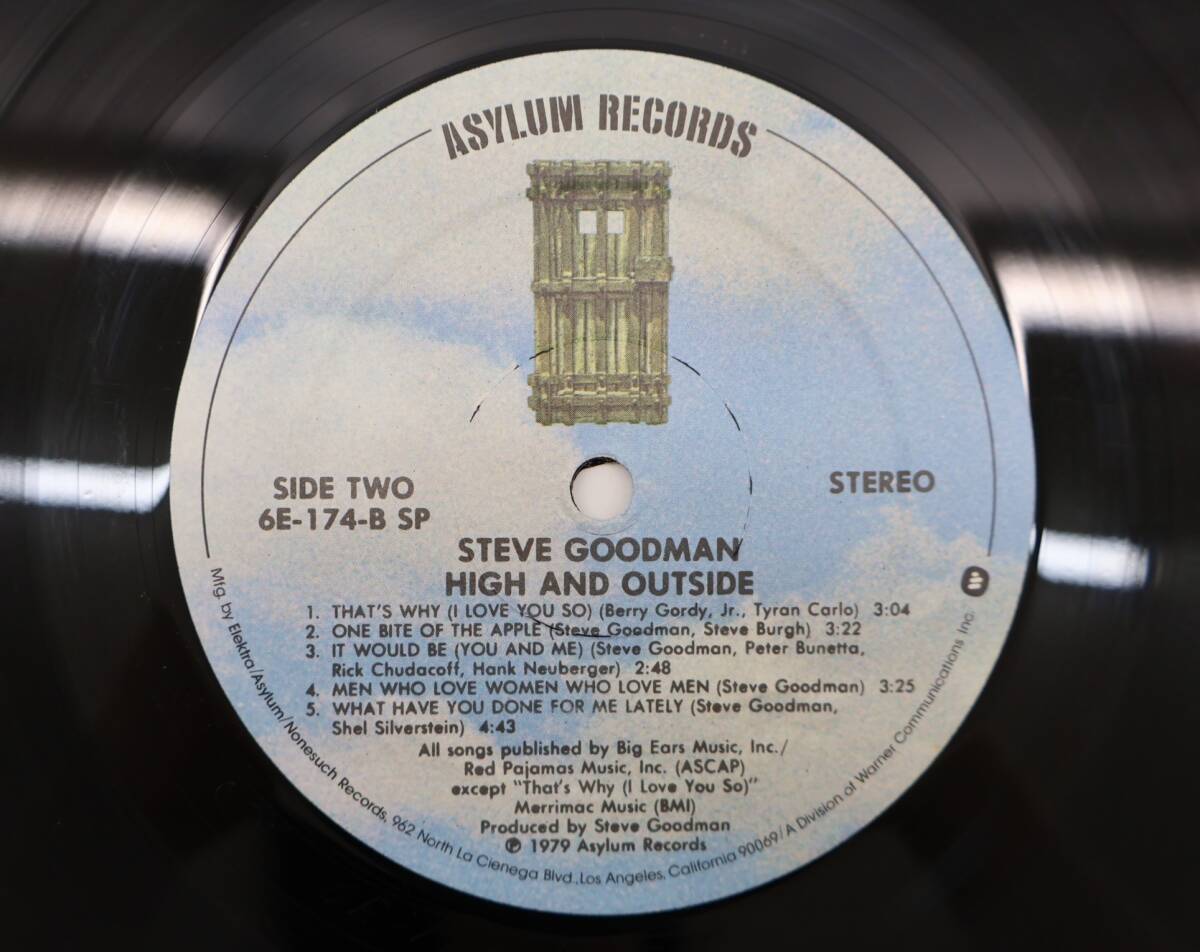 ASYLUM RECORDS
SIDE TWO
6E-174-B SP
STEREO
STEVE GOODMAN
HIGH AND OUTSIDE
1. THAT'S WHY (I LOVE YOU SO) (Berry Gordy, Jr., Tyran Carlo) 3:04
2. ONE BITE OF THE APPLE (Steve Goodman, Steve Burgh) 3:22
3. IT WOULD BE (YOU AND ME) (Steve Goodman, Peter Bunetta,
Rick Chudacoff, Hank Neuberger) 2:48
4. MEN WHO LOVE WOMEN WHO LOVE MEN (Steve Goodman) 3:25
5. WHAT HAVE YOU DONE FOR ME LATELY (Steve Goodman,
Shel Silverstein) 4:43
All songs published by Big Ears Music, Inc./
Red Pajamas Music, Inc. (ASCAP)
except "That's Why (I Love You So)"
Merrimac Music (BMI)
Produced by Steve Goodman
℗ 1979 Asylum Records
Mfg. by Elektra/Asylum/Nonesuch Records, 962 North La Cienega Blvd., Los Angeles, California 90069/A Division of Warner Communications Inc.